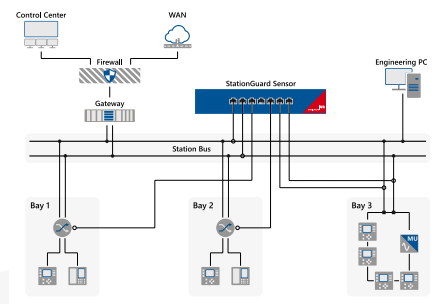 Control Center
WAN
Firewall
StationGuard Sensor
Engineering PC
Gateway
Station Bus
Bay 1
Bay 2
Bay 3
MU